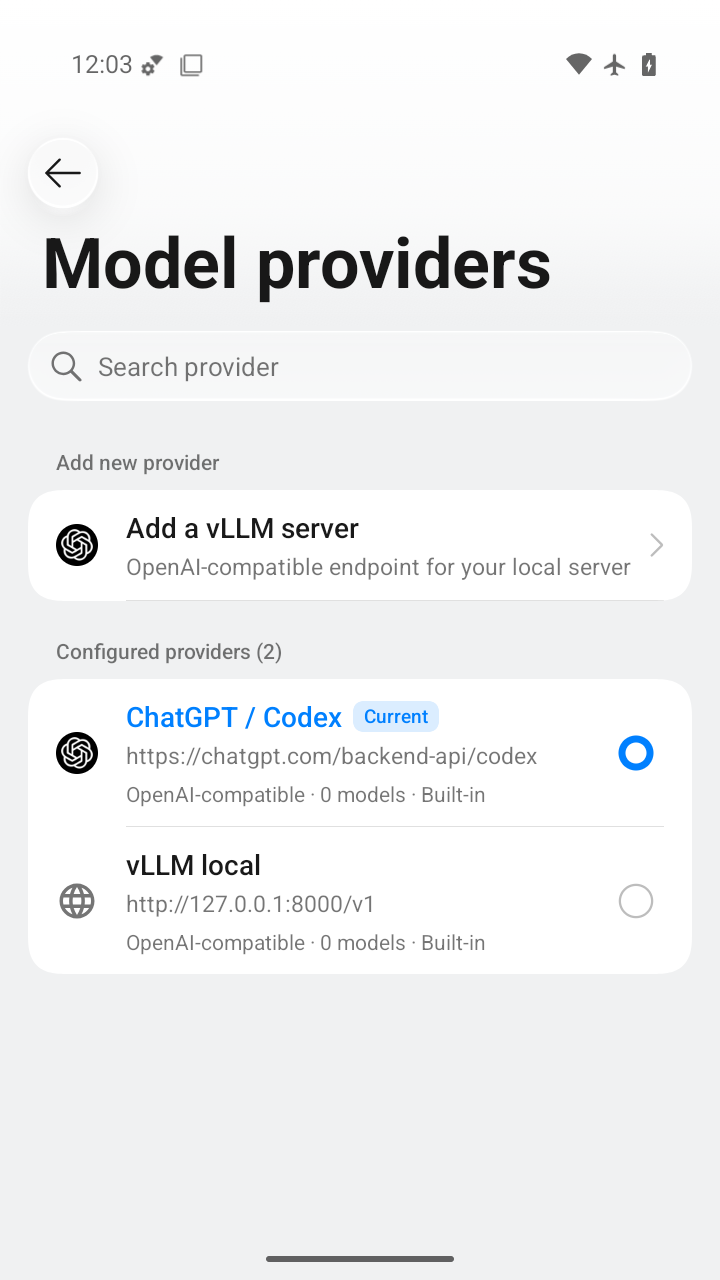 12:03
Model providers
Search provider
Add new provider
Add a vLLM server
OpenAI-compatible endpoint for your local server
Configured providers (2)
ChatGPT / Codex Current
https://chatgpt.com/backend-api/codex
OpenAI-compatible · 0 models · Built-in
vLLM local
http://127.0.0.1:8000/v1
OpenAI-compatible · 0 models · Built-in